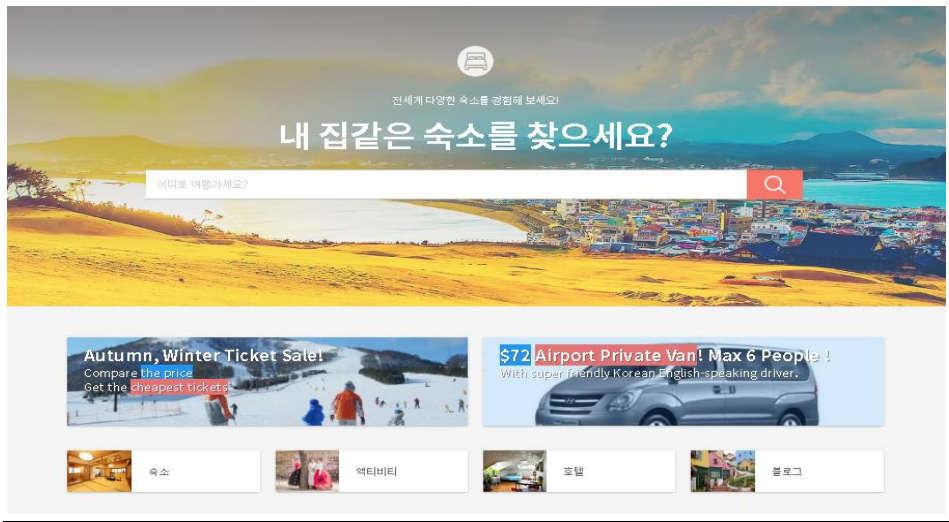 전세계 다양한 숙소를 경험해 보세요!
내 집같은 숙소를 찾으세요?
어디로 여행가세요?
Autumn, Winter Ticket Sale!
Compare the price
Get the cheapest tickets
$72 Airport Private Van! Max 6 People !
With super friendly Korean English-speaking driver.
숙소
액티비티
호텔
블로그